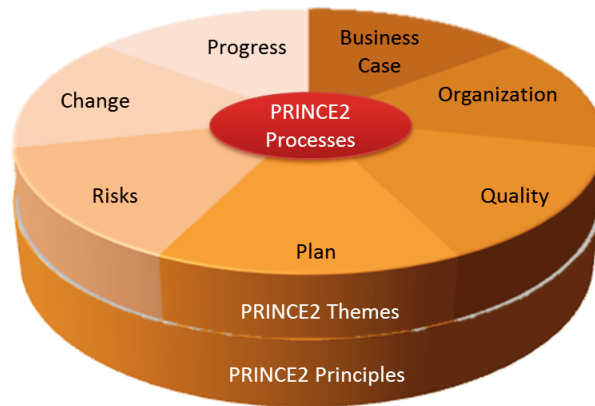 Progress
Business
Case
Organization
Change
PRINCE2
Processes
Risks
Quality
Plan
PRINCE2 Themes
PRINCE2 Principles